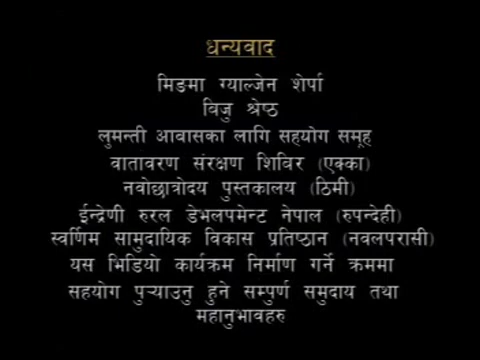 धन्यवाद
मिङमा ग्याल्जेन शेर्पा
बिजु श्रेष्ठ
लुमन्ती आवासका लागि सहयोग समूह
वातावरण संरक्षण शिविर (एक्का)
नवोछात्रोदय पुस्तकालय (ठिमी)
ईन्द्रेणी रुरल डेभलपमेन्ट नेपाल (रुपन्देही)
स्वर्णिम सामुदायिक विकास प्रतिष्ठान (नवलपरासी)
यस भिडियो कार्यक्रम निर्माण गर्ने क्रममा
सहयोग पुऱ्याउनु हुने सम्पुर्ण समुदाय तथा
महानुभावहरु